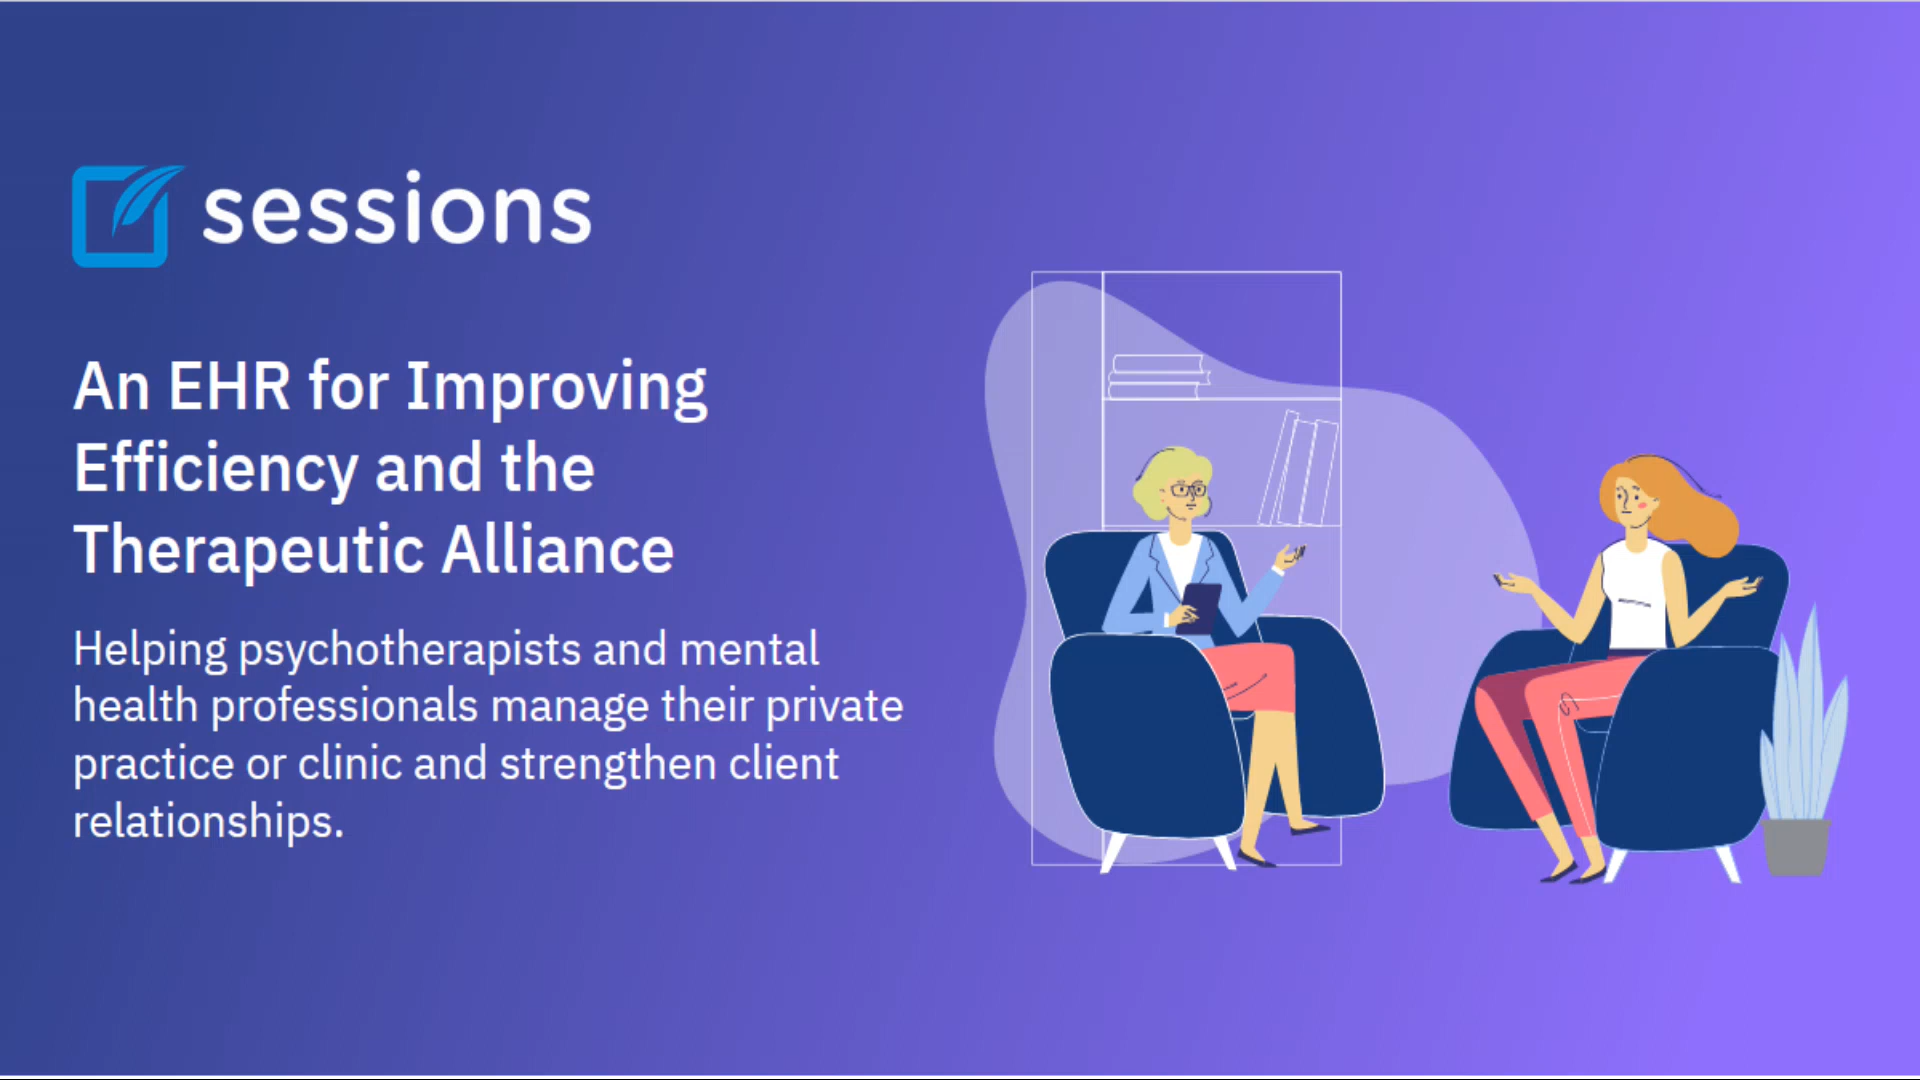 sessions
An EHR for Improving
Efficiency and the
Therapeutic Alliance
Helping psychotherapists and mental
health professionals manage their private
practice or clinic and strengthen client
relationships.